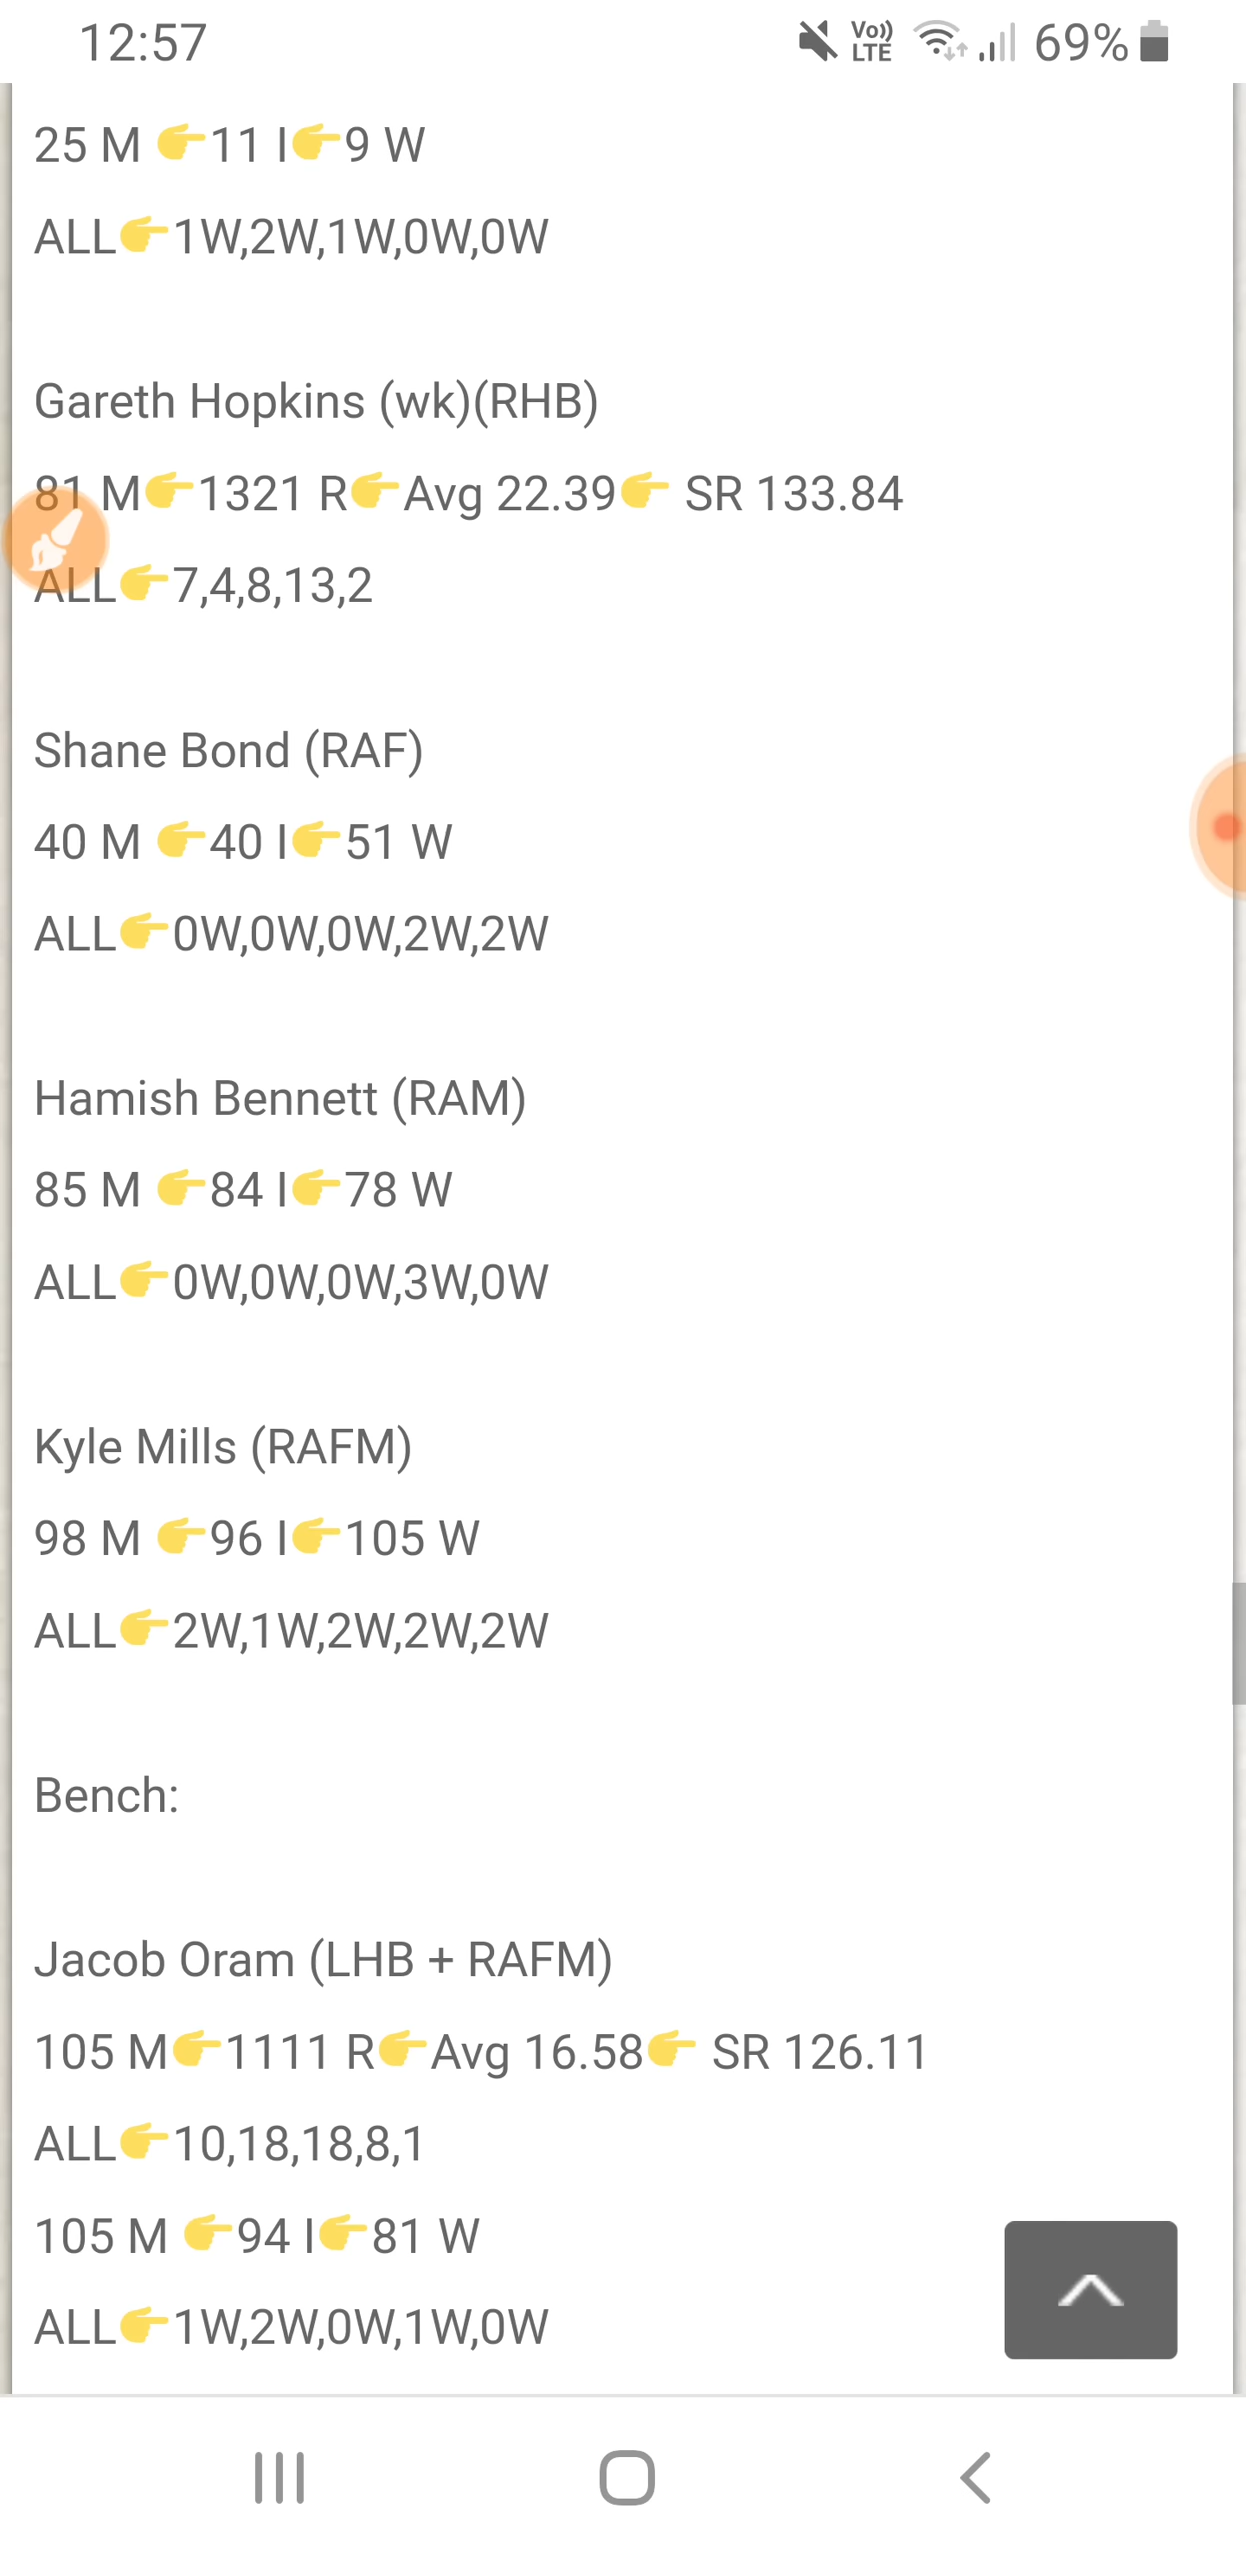 12:57 Vo)) LTE 69%
25 M 👉11 I👉9 W
ALL👉1W,2W,1W,0W,0W
Gareth Hopkins (wk)(RHB)
81 M👉1321 R👉Avg 22.39👉 SR 133.84
ALL👉7,4,8,13,2
Shane Bond (RAF)
40 M 👉40 I👉51 W
ALL👉0W,0W,0W,2W,2W
Hamish Bennett (RAM)
85 M 👉84 I👉78 W
ALL👉0W,0W,0W,3W,0W
Kyle Mills (RAFM)
98 M 👉96 I👉105 W
ALL👉2W,1W,2W,2W,2W
Bench:
Jacob Oram (LHB + RAFM)
105 M👉1111 R👉Avg 16.58👉 SR 126.11
ALL👉10,18,18,8,1
105 M 👉94 I👉81 W
ALL👉1W,2W,0W,1W,0W